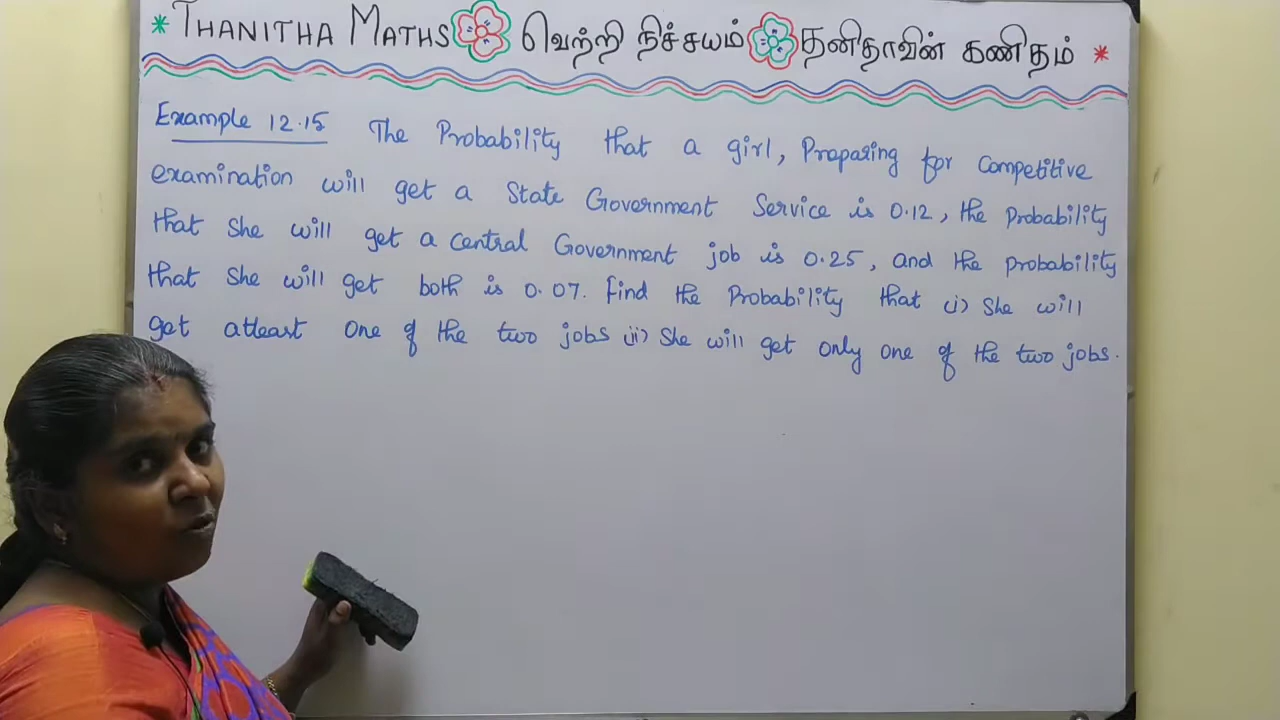 * THANITHA MATHS வெற்றி நிச்சயம் தனிதாவின் கணிதம் *
Example 12.15 The Probability that a girl, Preparing for Competitive
examination will get a State Government Service is 0.12, the Probability
that She will get a Central Government job is 0.25, and the probability
that She will get both is 0.07. find the Probability that (i) She will
get atleast one of the two jobs (ii) She will get only one of the two jobs.